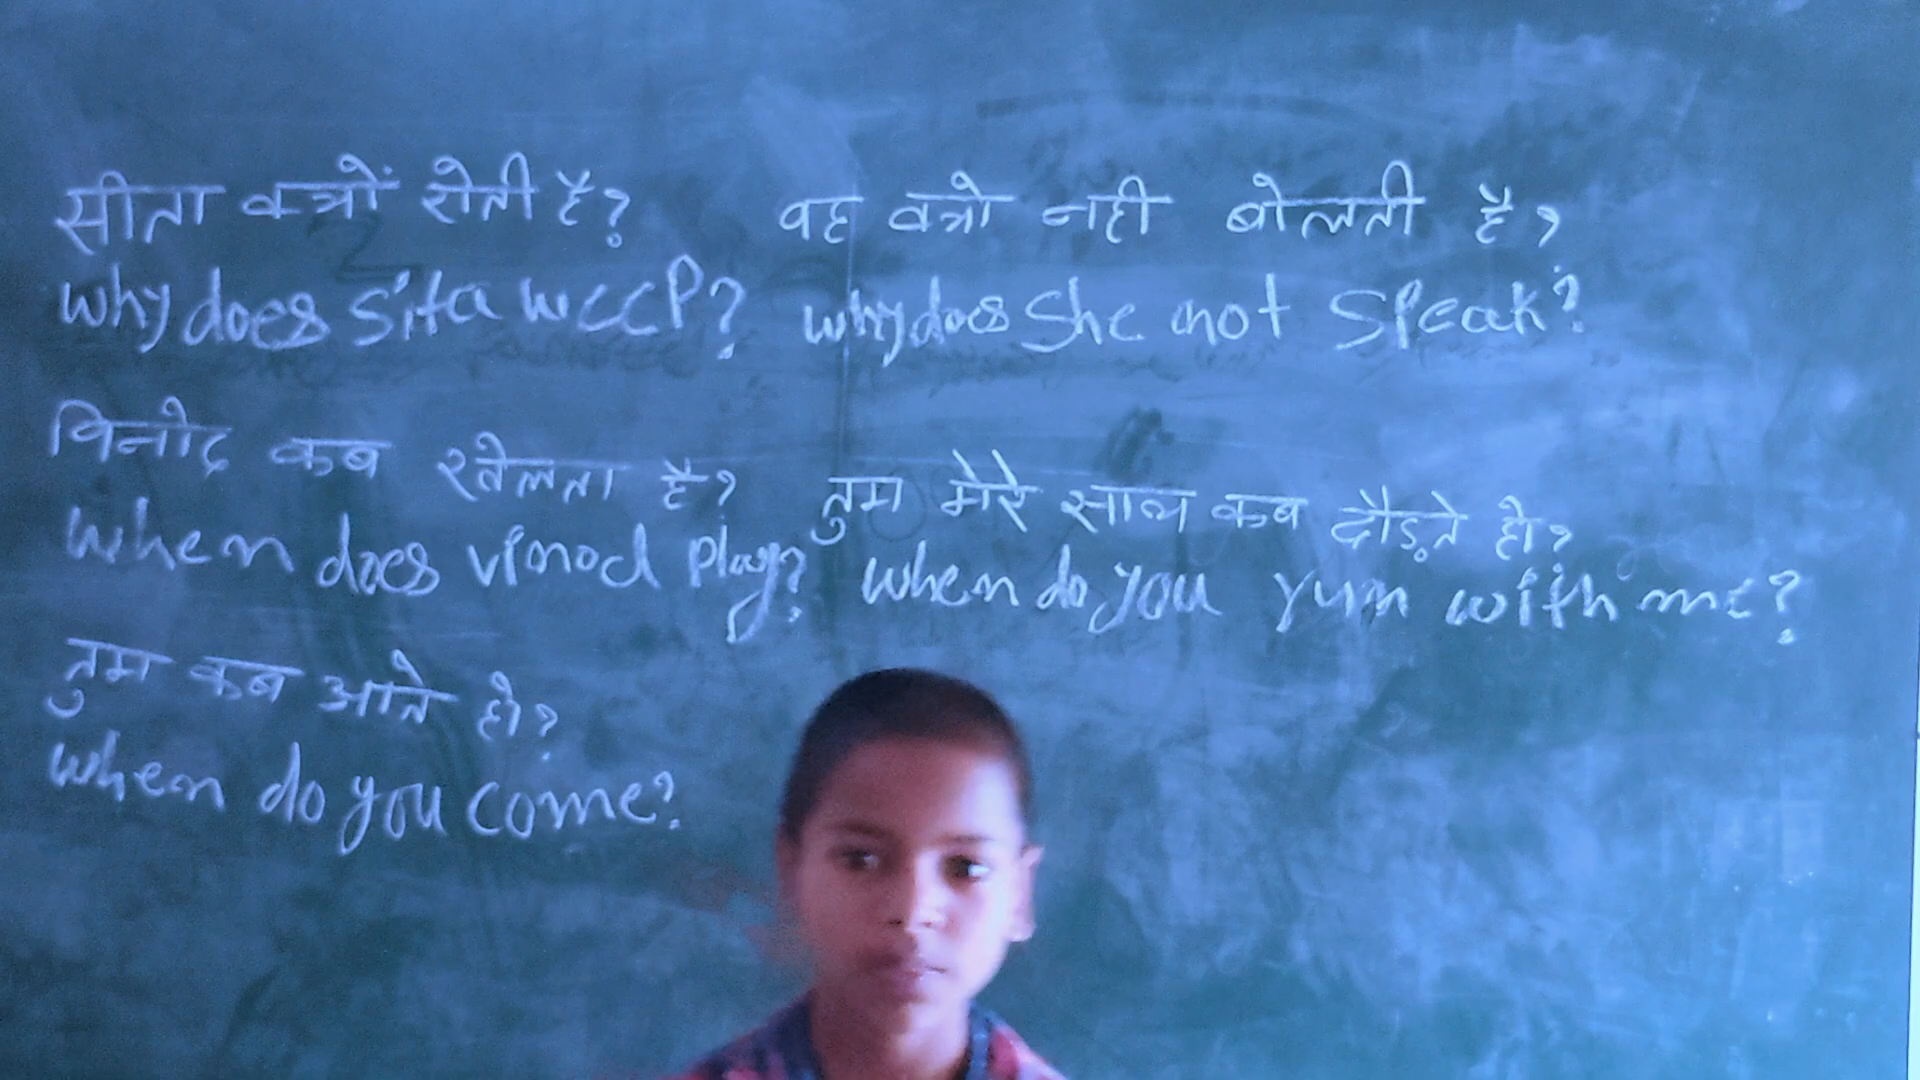 सीता क्यों रोती है? वह क्यो नही बोलती है?
why does sita weep? why does she not speak?
विनोद कब खेलता है? तुम मेरे साथ कब दौड़ते हो?
when does vinod play? when do you run with me?
तुम कब आते हो?
when do you come?